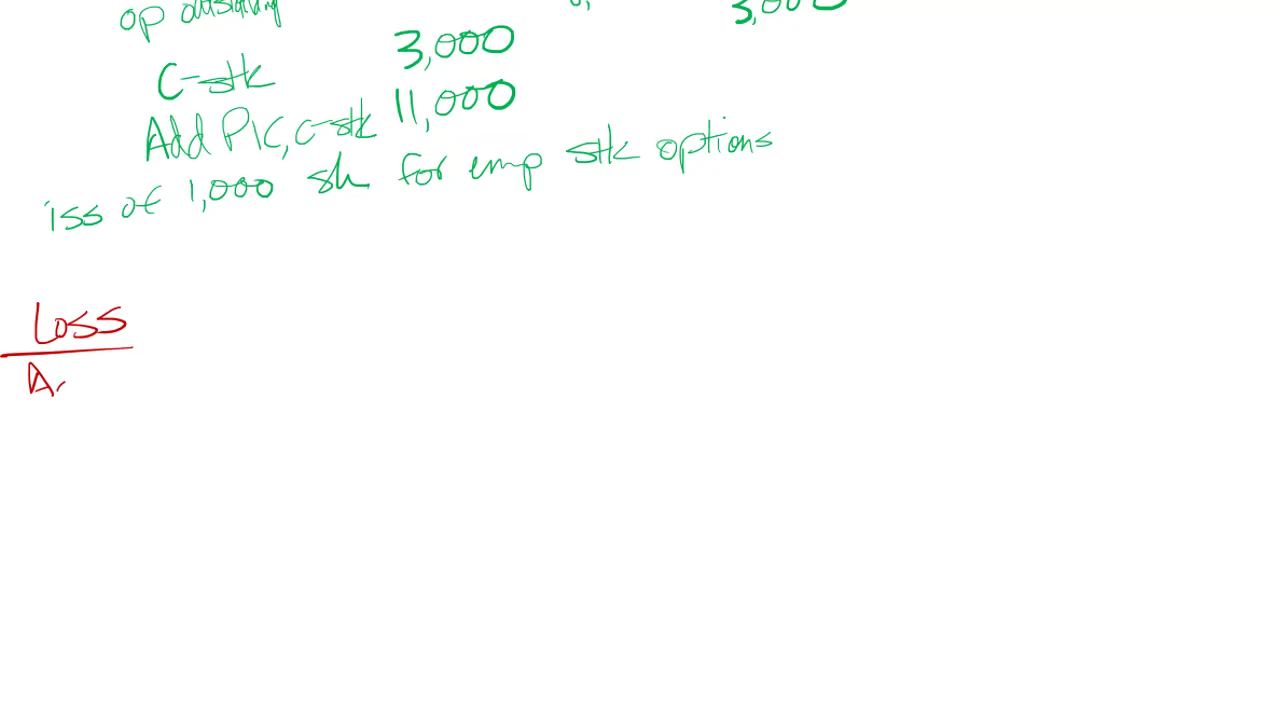 op outstanding
3,000
C-stk 3,000
Add PIC, c-stk 11,000
iss of 1,000 sh for emp stk options
Loss